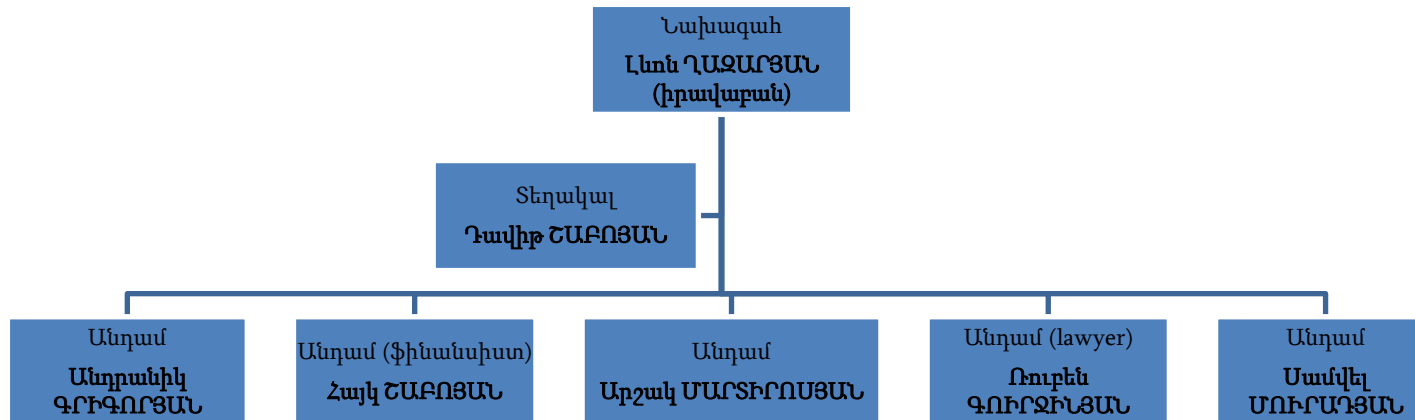 Նախագահ
Լևոն ՂԱԶԱՐՅԱՆ
(իրավաբան)
Տեղակալ
Դավիթ ՇԱԲՈՅԱՆ
Անդամ
Անդրանիկ
ԳՐԻԳՈՐՅԱՆ
Անդամ (ֆինանսիստ)
Հայկ ՇԱԲՈՅԱՆ
Անդամ
Արշակ ՄԱՐՏԻՐՈՍՅԱՆ
Անդամ (lawyer)
Ռուբեն
ԳՈՒՐՋԻՆՅԱՆ
Անդամ
Սամվել
ՄՈՒՐԱԴՅԱՆ